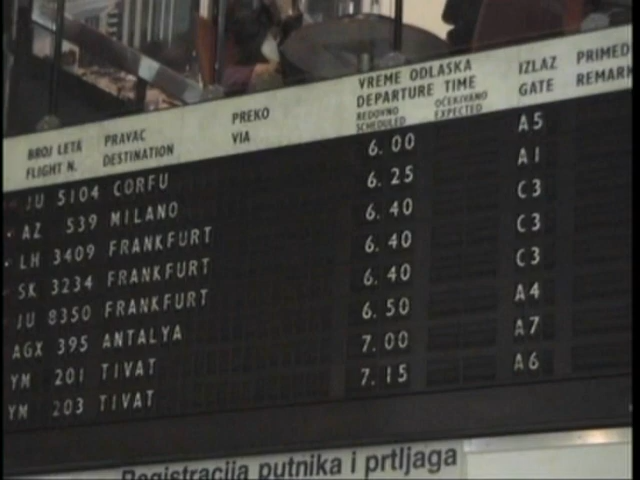 BROJ LETA PRAVAC PREKO VREME ODLASKA IZLAZ PRIMED
FLIGHT N. DESTINATION VIA DEPARTURE TIME GATE REMARK
REDOVNO OČEKIVANO
SCHEDULED EXPECTED
JU 5104 CORFU 6.00 A5
AZ 539 MILANO 6.25 A1
LH 3409 FRANKFURT 6.40 C3
SK 3234 FRANKFURT 6.40 C3
JU 8350 FRANKFURT 6.40 C3
AGX 395 ANTALYA 6.50 A4
YM 201 TIVAT 7.00 A7
YM 203 TIVAT 7.15 A6
Registracija putnika i prtljaga